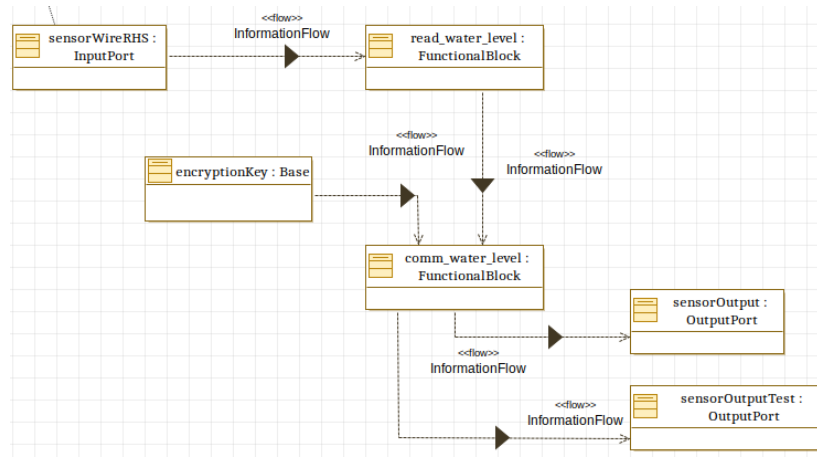 <<flow>>
InformationFlow
sensorWireRHS :
InputPort
read_water_level :
FunctionalBlock
<<flow>>
InformationFlow
<<flow>>
InformationFlow
encryptionKey : Base
comm_water_level :
FunctionalBlock
sensorOutput :
OutputPort
<<flow>>
InformationFlow
sensorOutputTest :
OutputPort
<<flow>>
InformationFlow